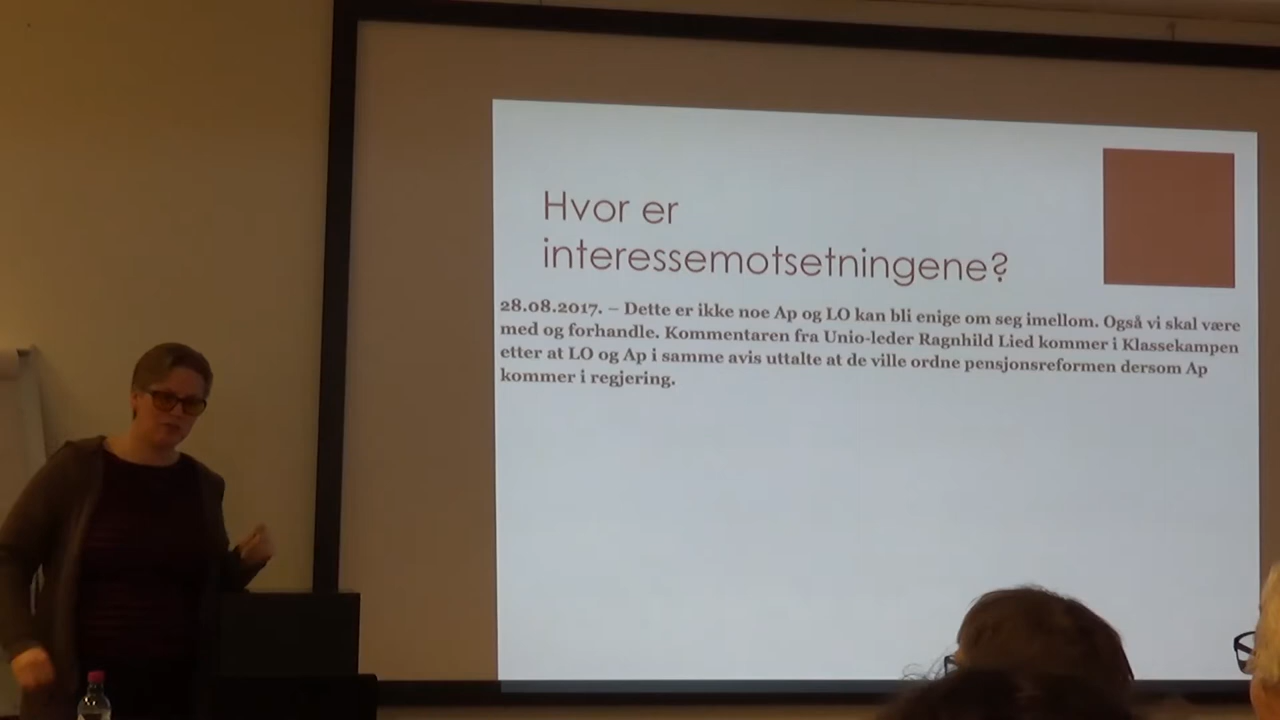 Hvor er
interessemotsetningene?
28.08.2017. – Dette er ikke noe Ap og LO kan bli enige om seg imellom. Også vi skal være
med og forhandle. Kommentaren fra Unio-leder Ragnhild Lied kommer i Klassekampen
etter at LO og Ap i samme avis uttalte at de ville ordne pensjonsreformen dersom Ap
kommer i regjering.